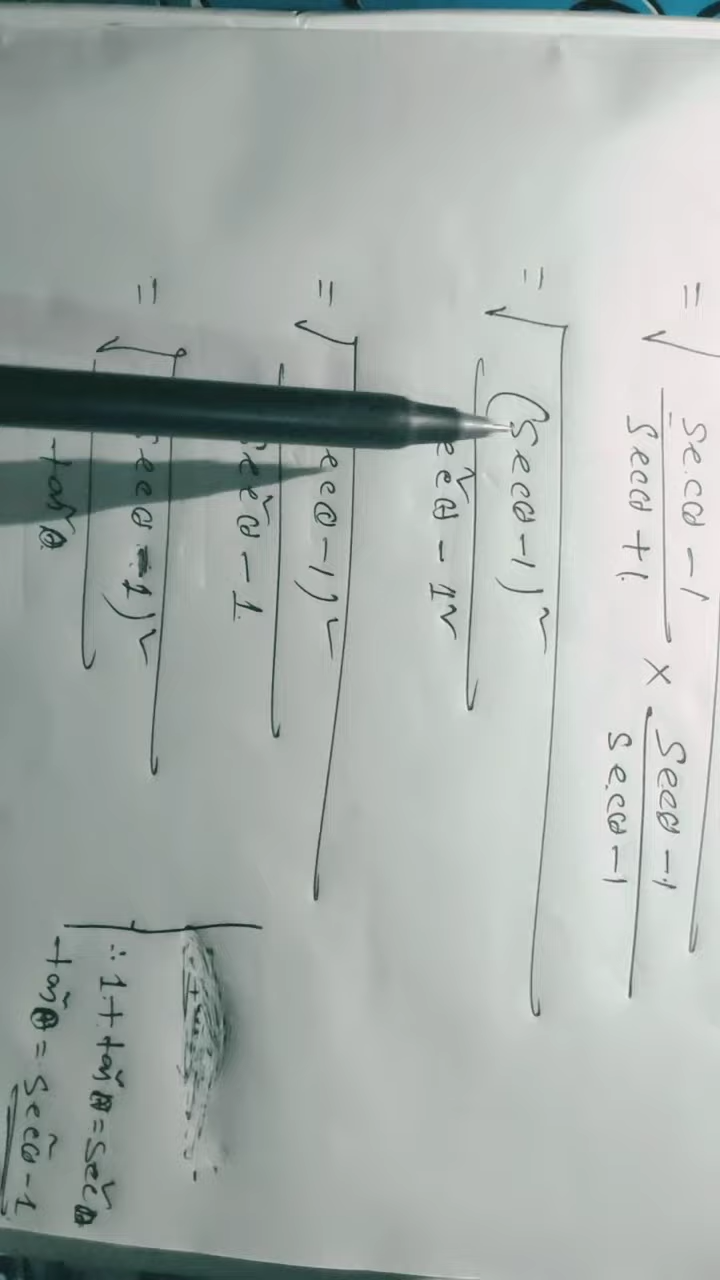 = √ secθ - 1 / secθ + 1 × secθ - 1 / secθ - 1
= √ (secθ - 1)² / sec²θ - 1²
= √ secθ - 1)² / sec²θ - 1
= √ secθ - 1)² / tan²θ
∴ 1 + tan²θ = sec²θ
tan²θ = sec²θ - 1